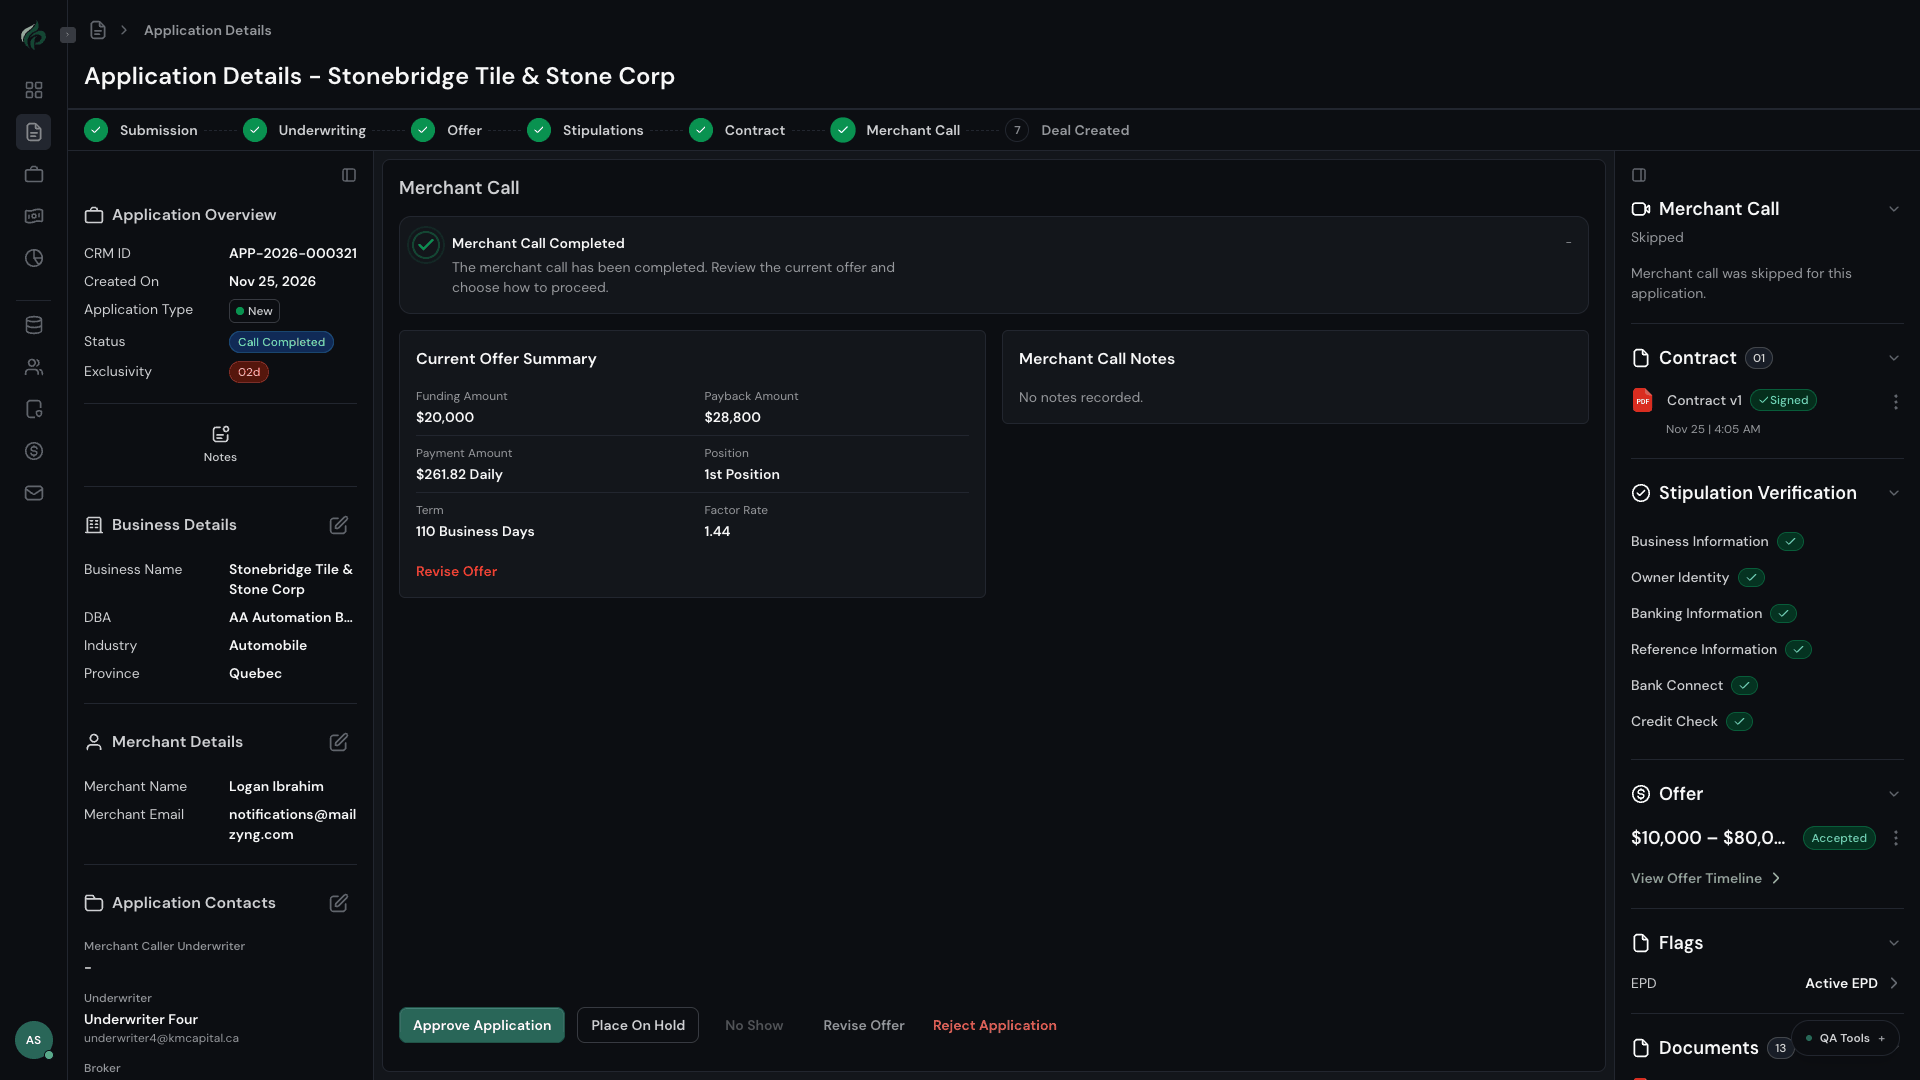 Application Details
Application Details – Stonebridge Tile & Stone Corp
Submission
Underwriting
Offer
Stipulations
Contract
Merchant Call
7 Deal Created
Application Overview
CRM ID APP-2026-000321
Created On Nov 25, 2026
Application Type New
Status Call Completed
Exclusivity 02d
Notes
Business Details
Business Name Stonebridge Tile &
Stone Corp
DBA AA Automation B...
Industry Automobile
Province Quebec
Merchant Details
Merchant Name Logan Ibrahim
Merchant Email notifications@mail
zyng.com
Application Contacts
Merchant Caller Underwriter
-
Underwriter
Underwriter Four
underwriter4@kmcapital.ca
Broker
AS
Merchant Call
Merchant Call Completed -
The merchant call has been completed. Review the current offer and
choose how to proceed.
Current Offer Summary
Funding Amount Payback Amount
$20,000 $28,800
Payment Amount Position
$261.82 Daily 1st Position
Term Factor Rate
110 Business Days 1.44
Revise Offer
Merchant Call Notes
No notes recorded.
Approve Application
Place On Hold
No Show
Revise Offer
Reject Application
Merchant Call
Skipped
Merchant call was skipped for this
application.
Contract 01
PDF Contract v1 Signed
Nov 25 | 4:05 AM
Stipulation Verification
Business Information
Owner Identity
Banking Information
Reference Information
Bank Connect
Credit Check
Offer
$10,000 – $80,0... Accepted
View Offer Timeline
Flags
EPD Active EPD
Documents 13
QA Tools +